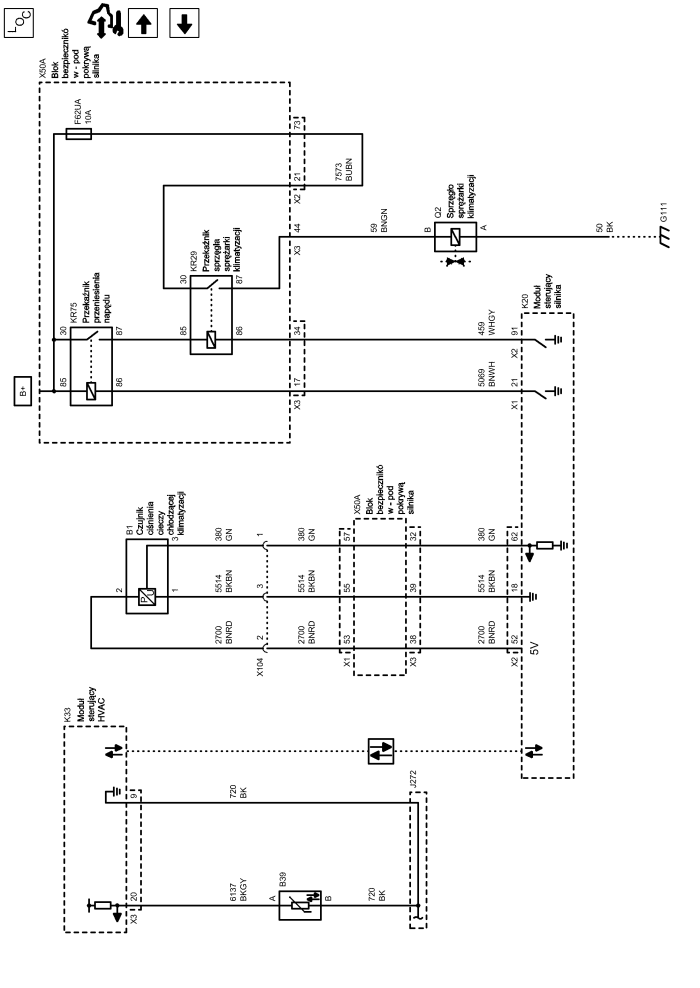 LOC
X50A
Blok
bezpiecznikó
w - pod
pokrywą
silnika
F62UA
10A
73
21
X2
7573
BUBN
KR29
Przekaźnik
sprzęgła
sprężarki
klimatyzacji
30
87
85
86
44
X3
59
BNGN
Q2
Sprzęgło
sprężarki
klimatyzacji
B
A
50
BK
G111
B+
KR75
Przekaźnik
przeniesienia
napędu
30
87
85
86
34
17
X3
459
WHGY
5069
BNWH
K20
Moduł
sterujący
silnika
91
X2
21
X1
B1
Czujnik
ciśnienia
cieczy
chłodzącej
klimatyzacji
P/U
2
1
3
380
GN
5514
BKBN
2700
BNRD
1
3
2
X104
380
GN
5514
BKBN
2700
BNRD
57
55
53
X1
X50A
Blok
bezpiecznikó
w - pod
pokrywą
silnika
32
39
38
X3
380
GN
5514
BKBN
2700
BNRD
62
18
52
X2
5V
K33
Moduł
sterujący
HVAC
9
20
X3
720
BK
6137
BKGY
B39
A
B
720
BK
J272